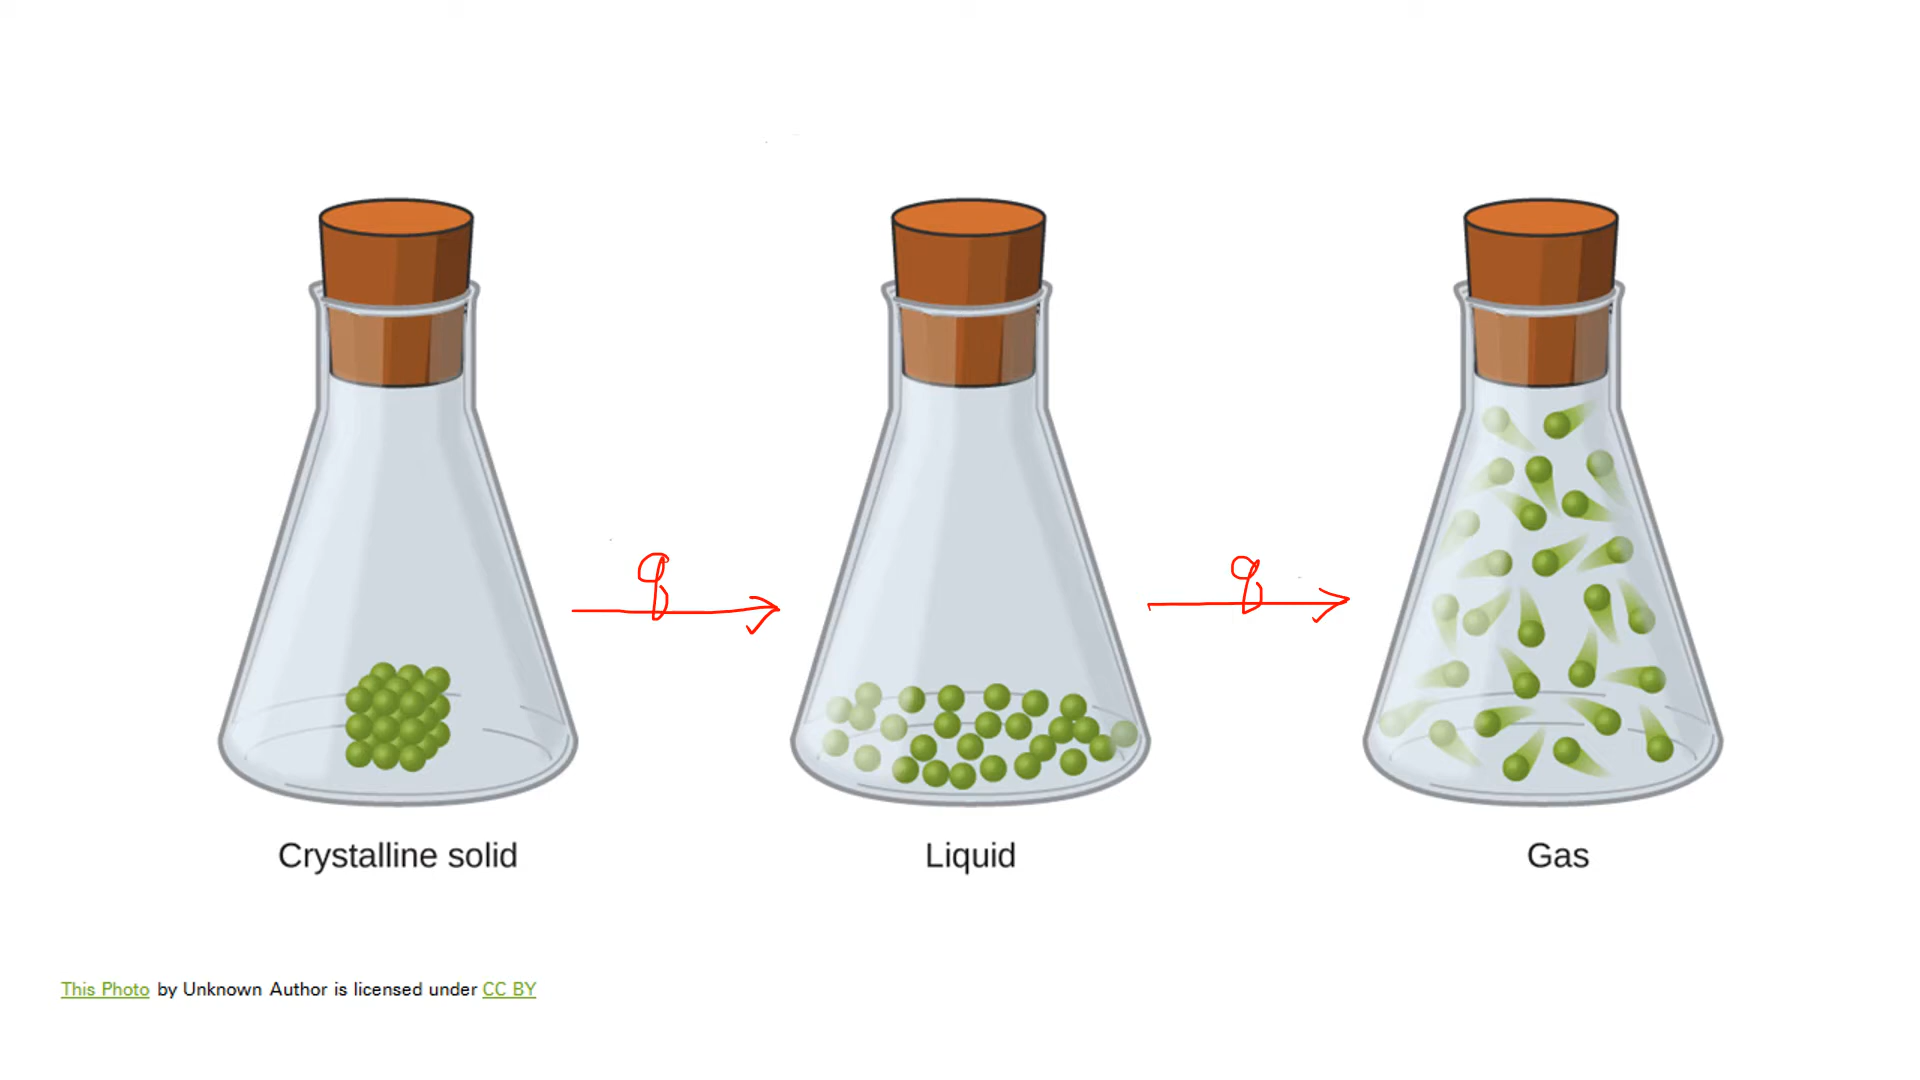 q
q
Crystalline solid
Liquid
Gas
This Photo by Unknown Author is licensed under CC BY